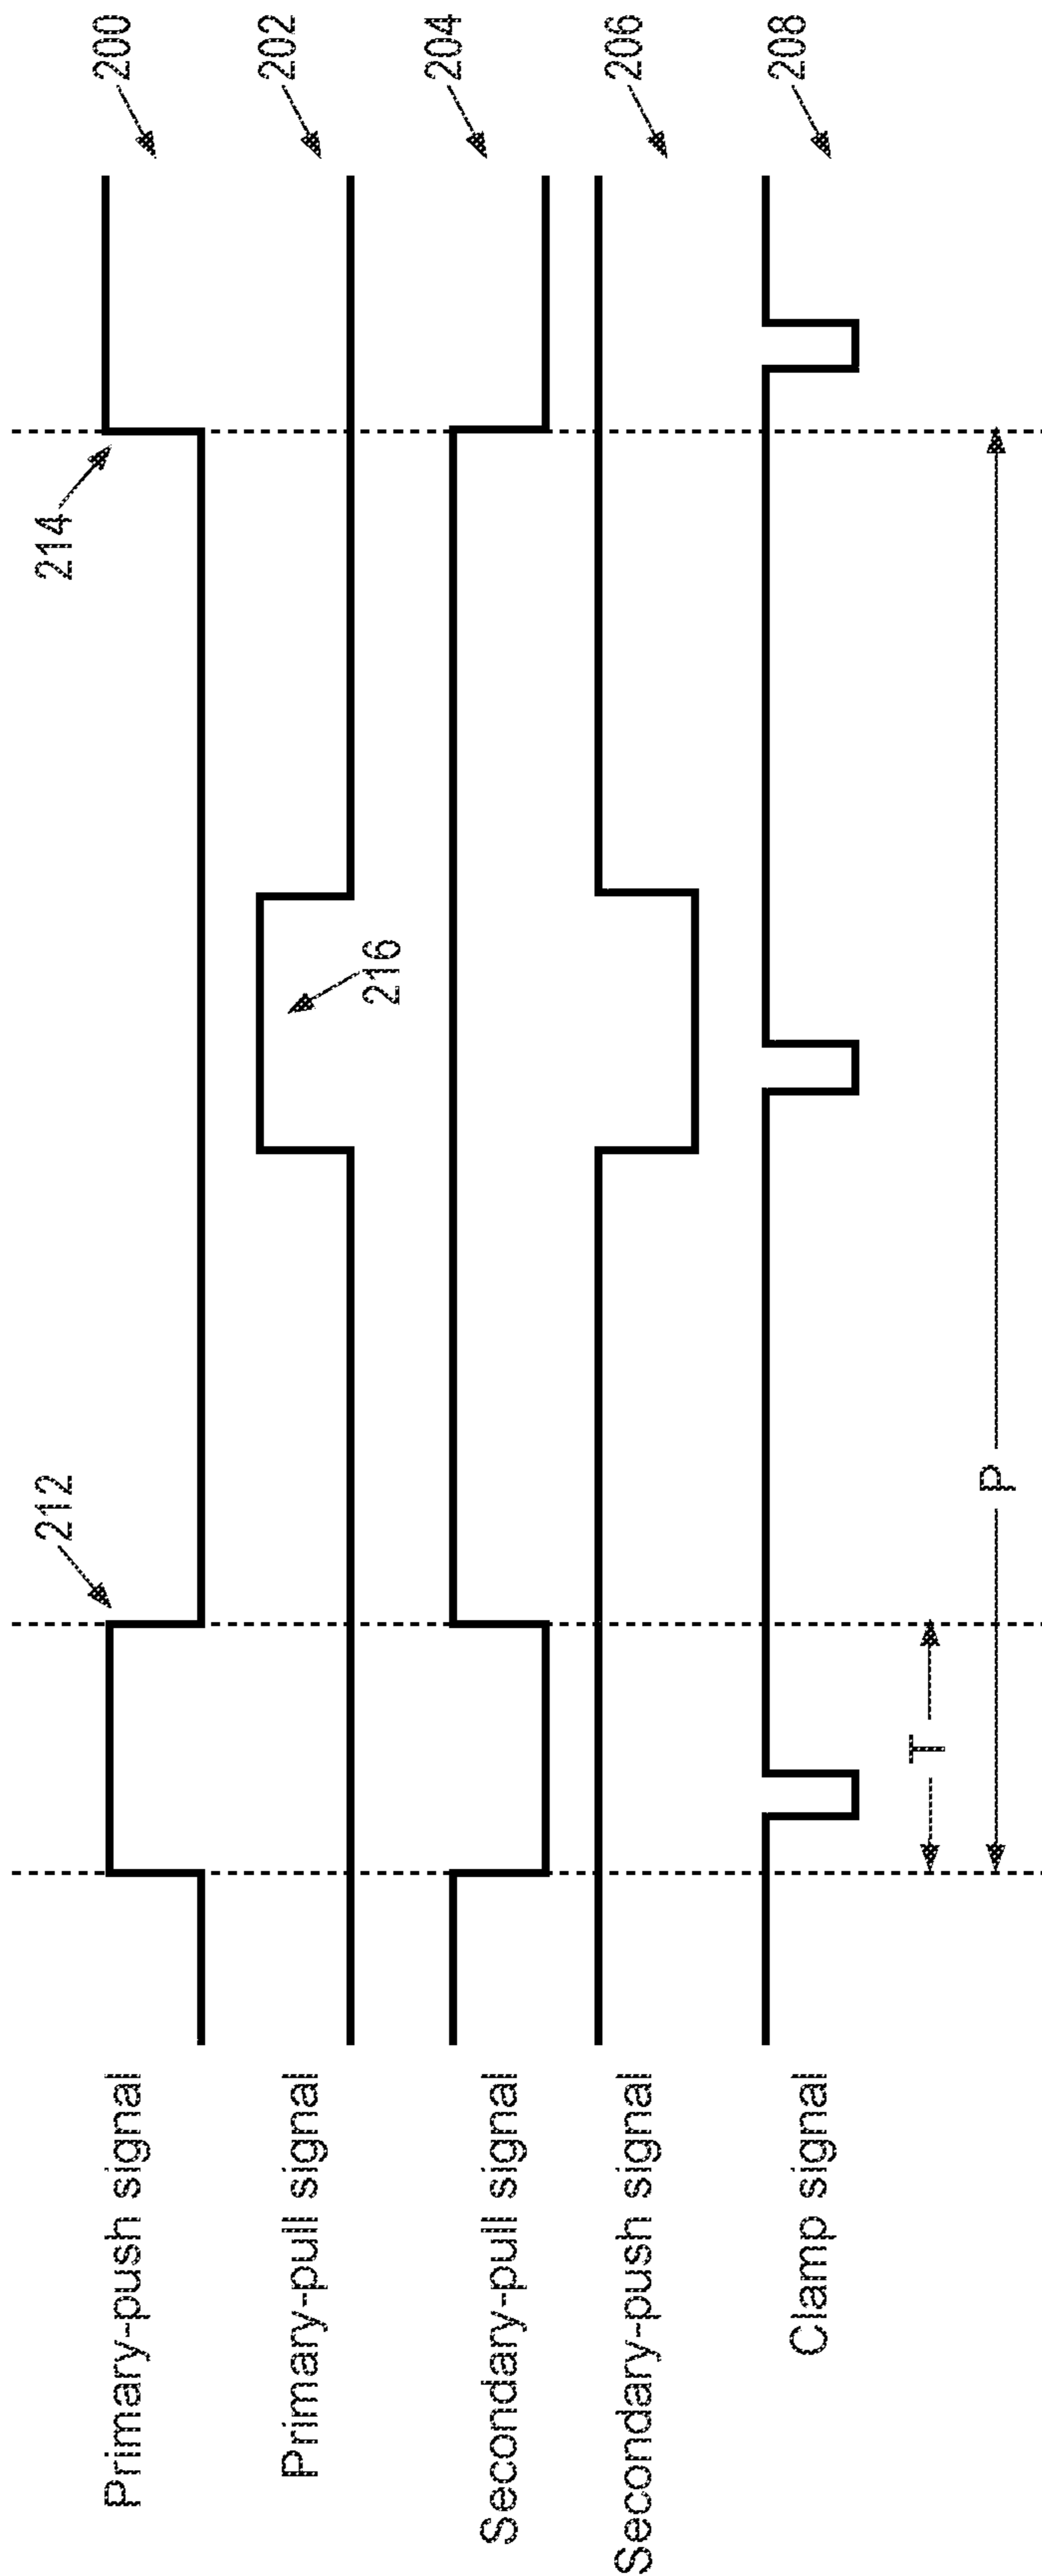 212
214
Primary-push signal
200
Primary-pull signal
216
202
Secondary-pull signal
204
Secondary-push signal
206
Clamp signal
208
T
P